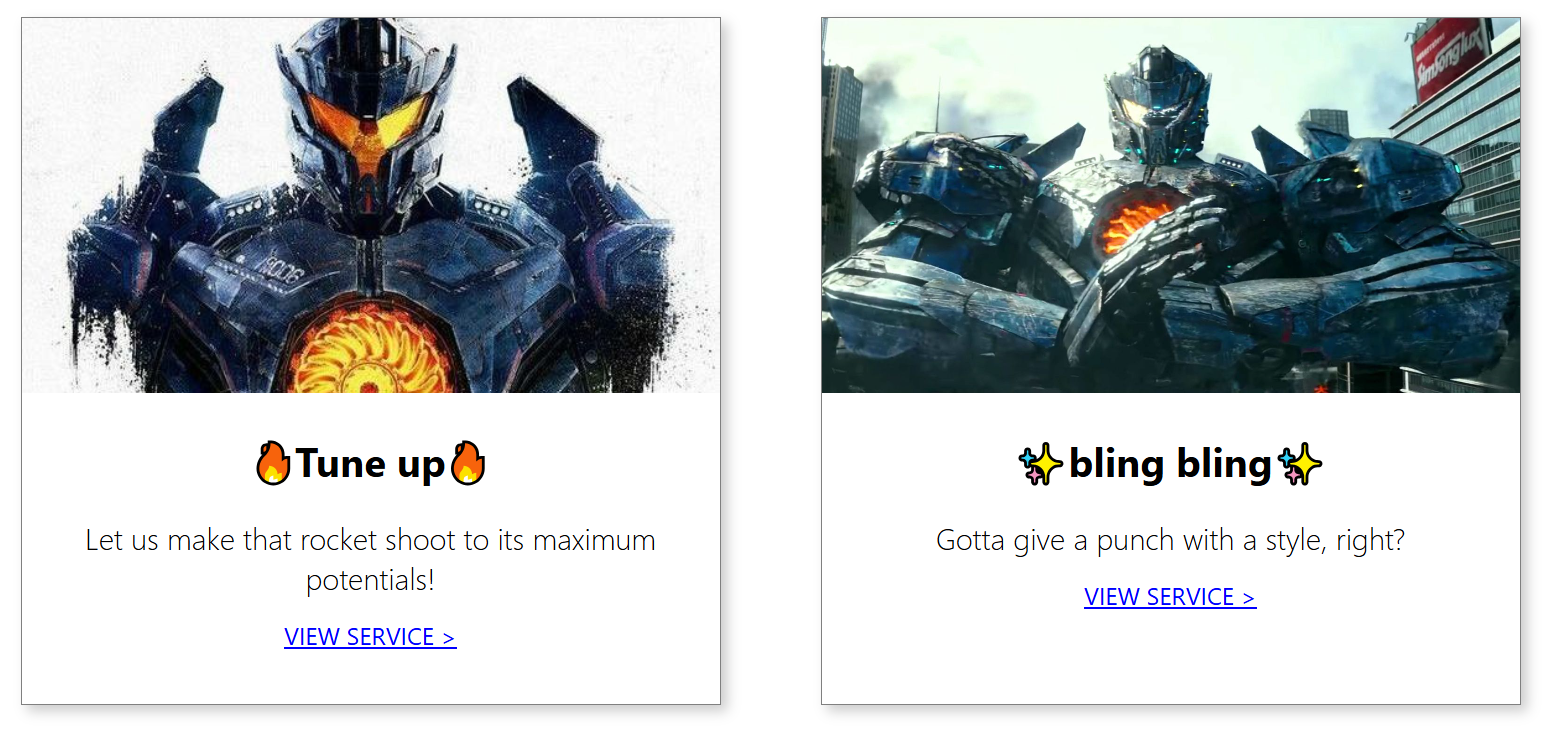 simsonglux
🔥Tune up🔥
Let us make that rocket shoot to its maximum
potentials!
VIEW SERVICE >
✨bling bling✨
Gotta give a punch with a style, right?
VIEW SERVICE >